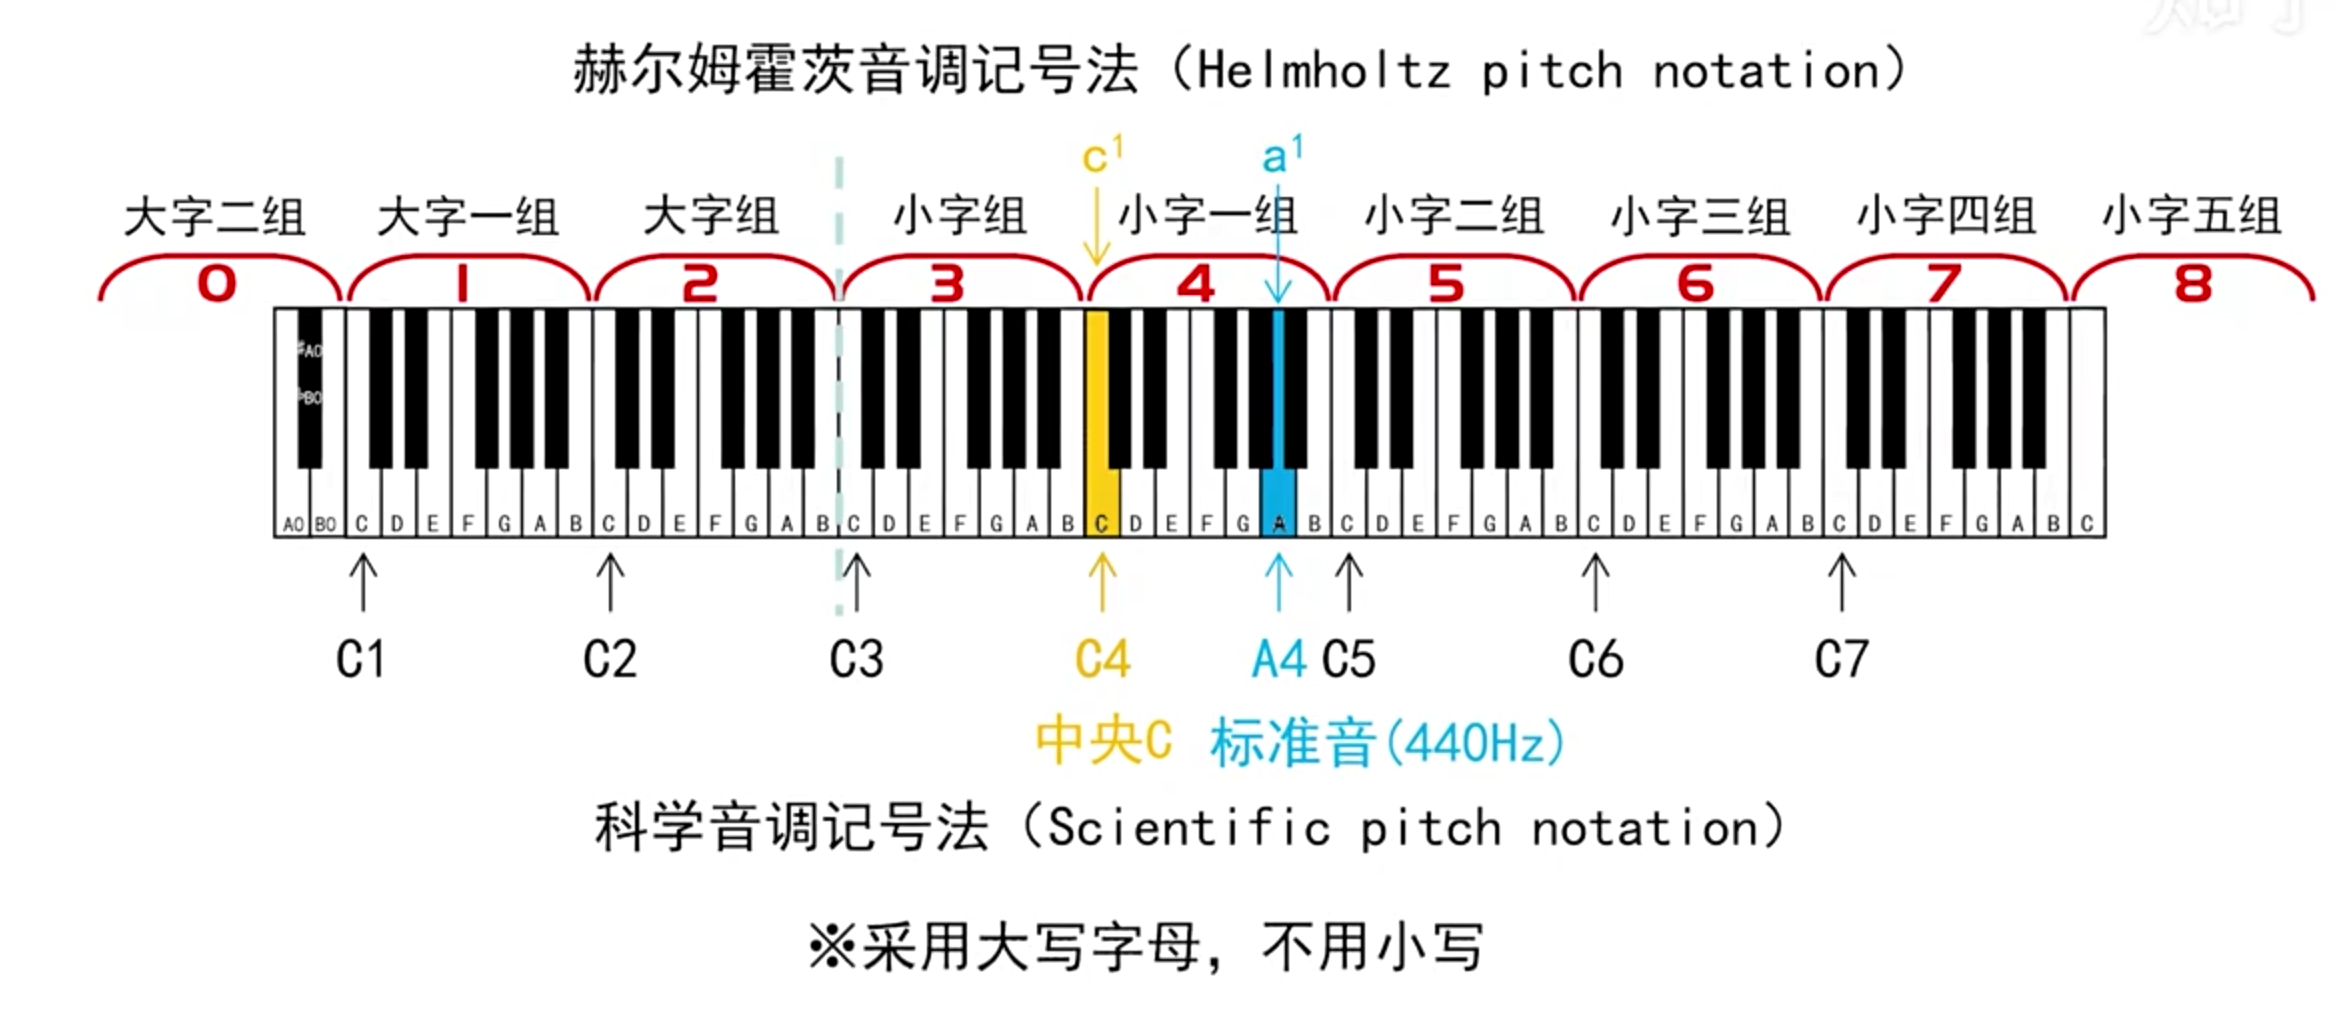 赫尔姆霍茨音调记号法（Helmholtz pitch notation）
c¹ a¹
大字二组 大字一组 大字组 小字组 小字一组 小字二组 小字三组 小字四组 小字五组
0 1 2 3 4 5 6 7 8
♯A0
♭B0
A0 B0 C D E F G A B C D E F G A B C D E F G A B C D E F G A B C D E F G A B C D E F G A B C D E F G A B C
C1 C2 C3 C4 A4 C5 C6 C7
中央C 标准音(440Hz)
科学音调记号法（Scientific pitch notation）
※采用大写字母，不用小写